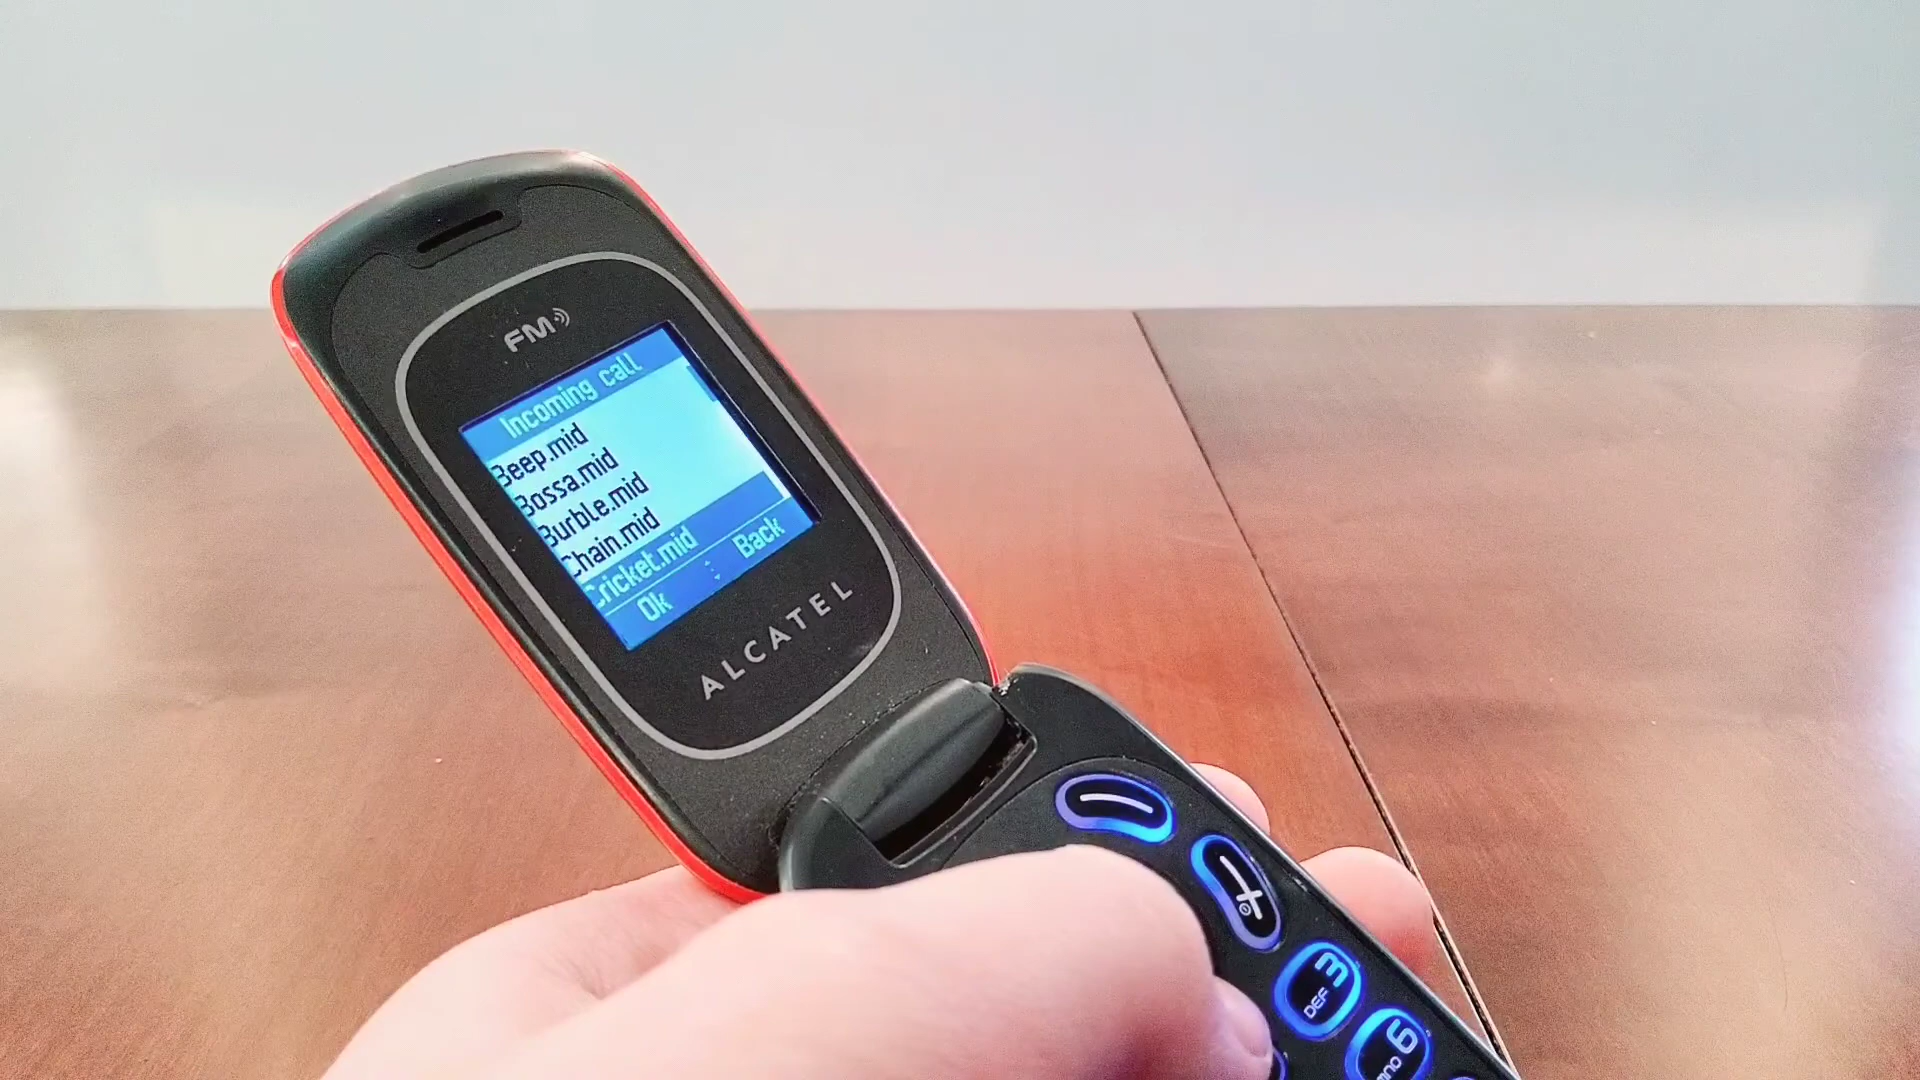 FM
Incoming call
Beep.mid
Bossa.mid
Burble.mid
Chain.mid
Cricket.mid
Ok Back
ALCATEL
3
DEF
6
MNO